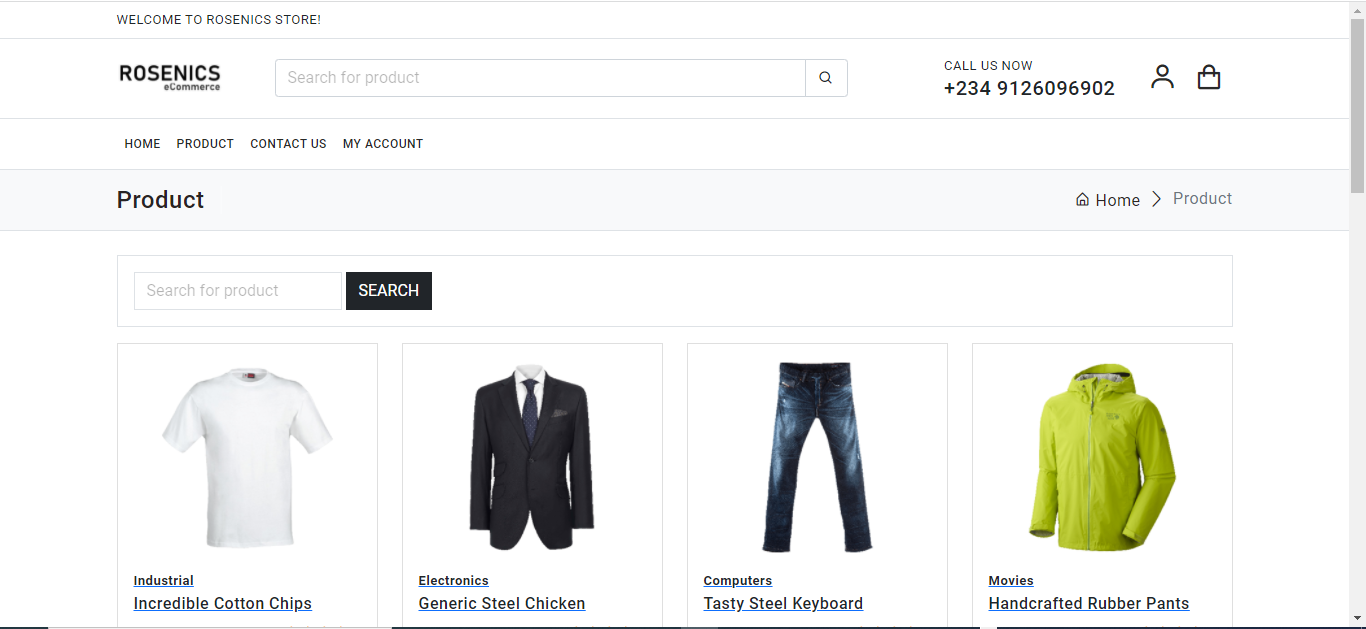 WELCOME TO ROSENICS STORE!
ROSENICS
eCommerce
Search for product
CALL US NOW
+234 9126096902
HOME PRODUCT CONTACT US MY ACCOUNT
Product
Home > Product
Search for product SEARCH
Industrial
Incredible Cotton Chips
Electronics
Generic Steel Chicken
Computers
Tasty Steel Keyboard
Movies
Handcrafted Rubber Pants